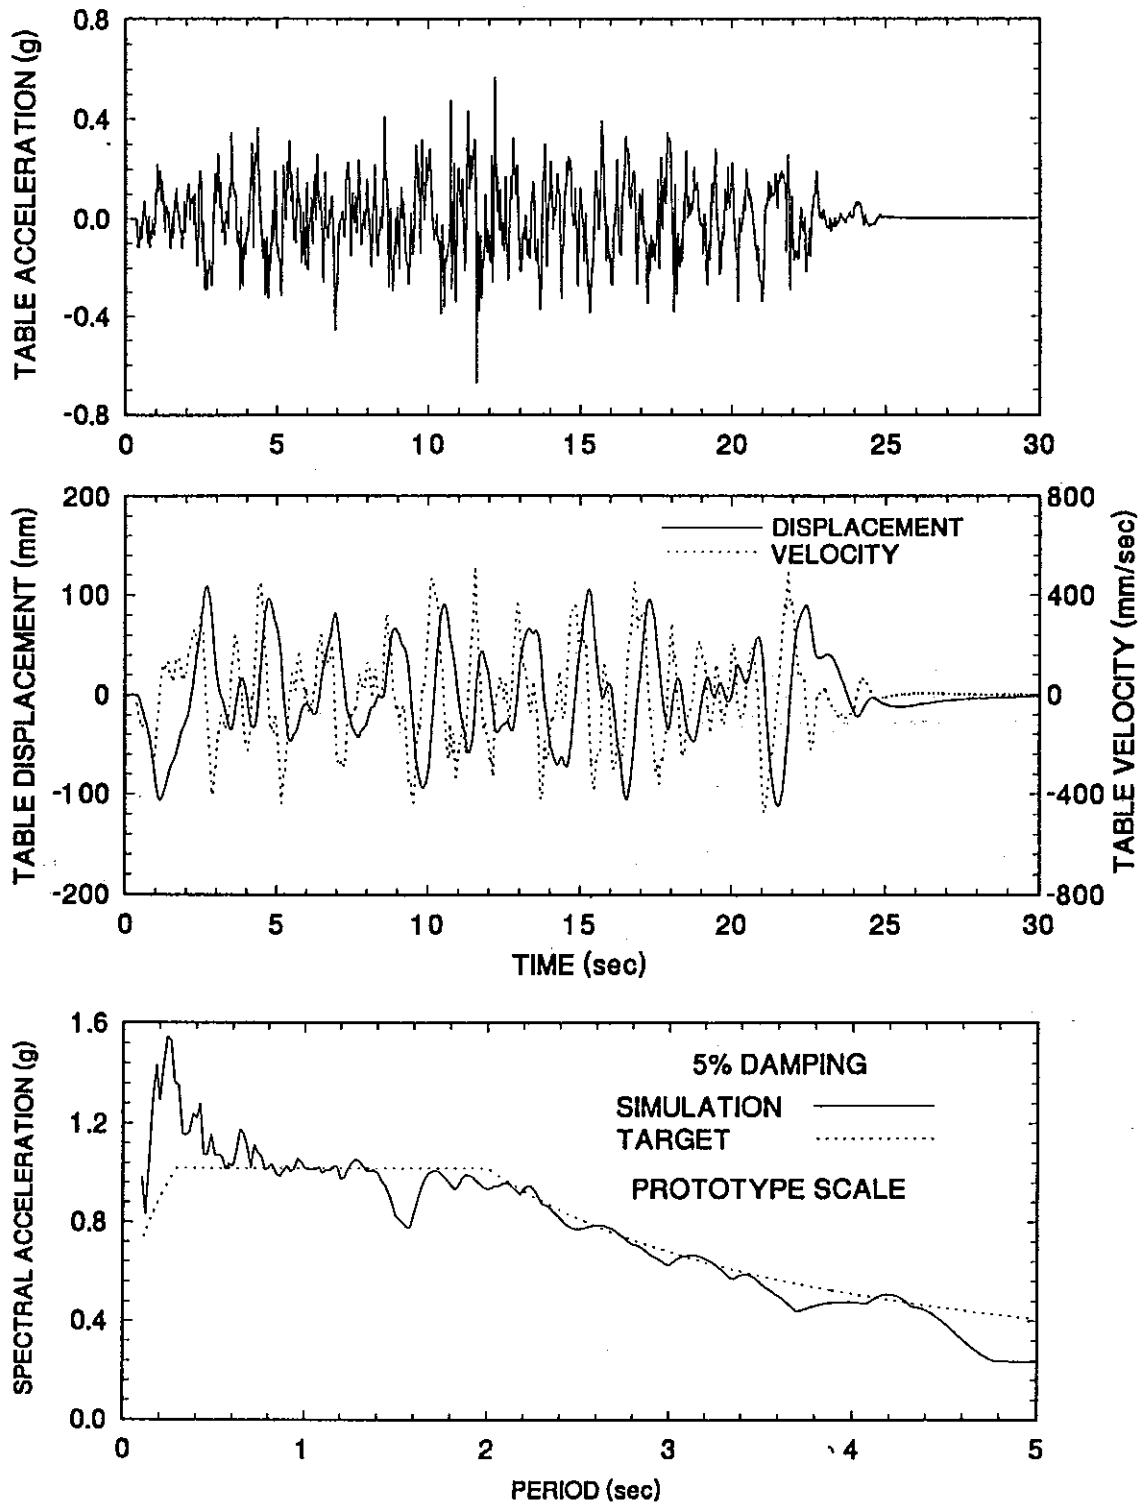 TABLE ACCELERATION (g)
0.8
0.4
0.0
-0.4
-0.8
0 5 10 15 20 25 30
TABLE DISPLACEMENT (mm)
200
100
0
-100
-200
DISPLACEMENT
VELOCITY
800
400
0
-400
-800
TABLE VELOCITY (mm/sec)
0 5 10 15 20 25 30
TIME (sec)
SPECTRAL ACCELERATION (g)
1.6
1.2
0.8
0.4
0.0
5% DAMPING
SIMULATION
TARGET
PROTOTYPE SCALE
0 1 2 3 4 5
PERIOD (sec)